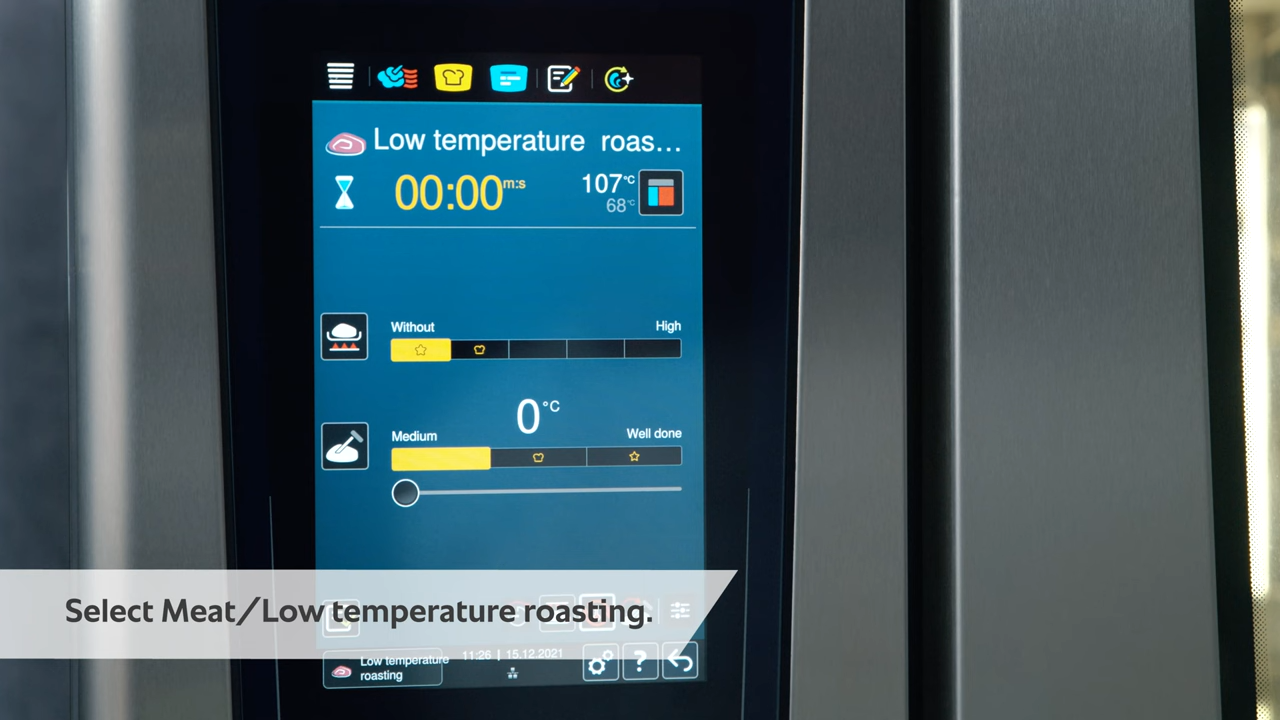 Low temperature roas...
00:00 m:s
107°C
68°C
Without High
0°C
Medium Well done
Select Meat/Low temperature roasting.
Low temperature
roasting
11:26 | 15.12.2021
?